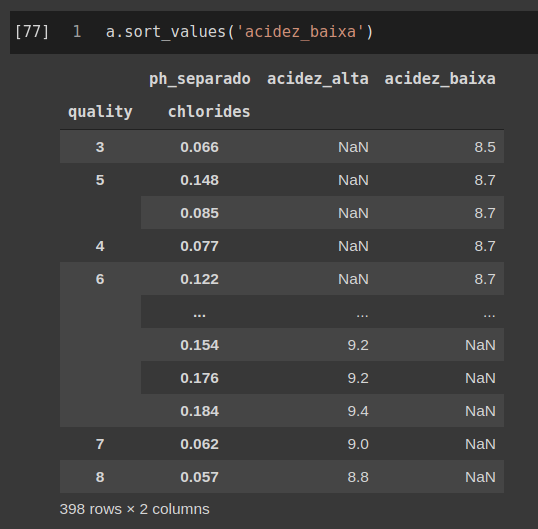 [77] 1 a.sort_values('acidez_baixa')
ph_separado acidez_alta acidez_baixa
quality chlorides
3 0.066 NaN 8.5
5 0.148 NaN 8.7
0.085 NaN 8.7
4 0.077 NaN 8.7
6 0.122 NaN 8.7
... ... ...
0.154 9.2 NaN
0.176 9.2 NaN
0.184 9.4 NaN
7 0.062 9.0 NaN
8 0.057 8.8 NaN
398 rows × 2 columns